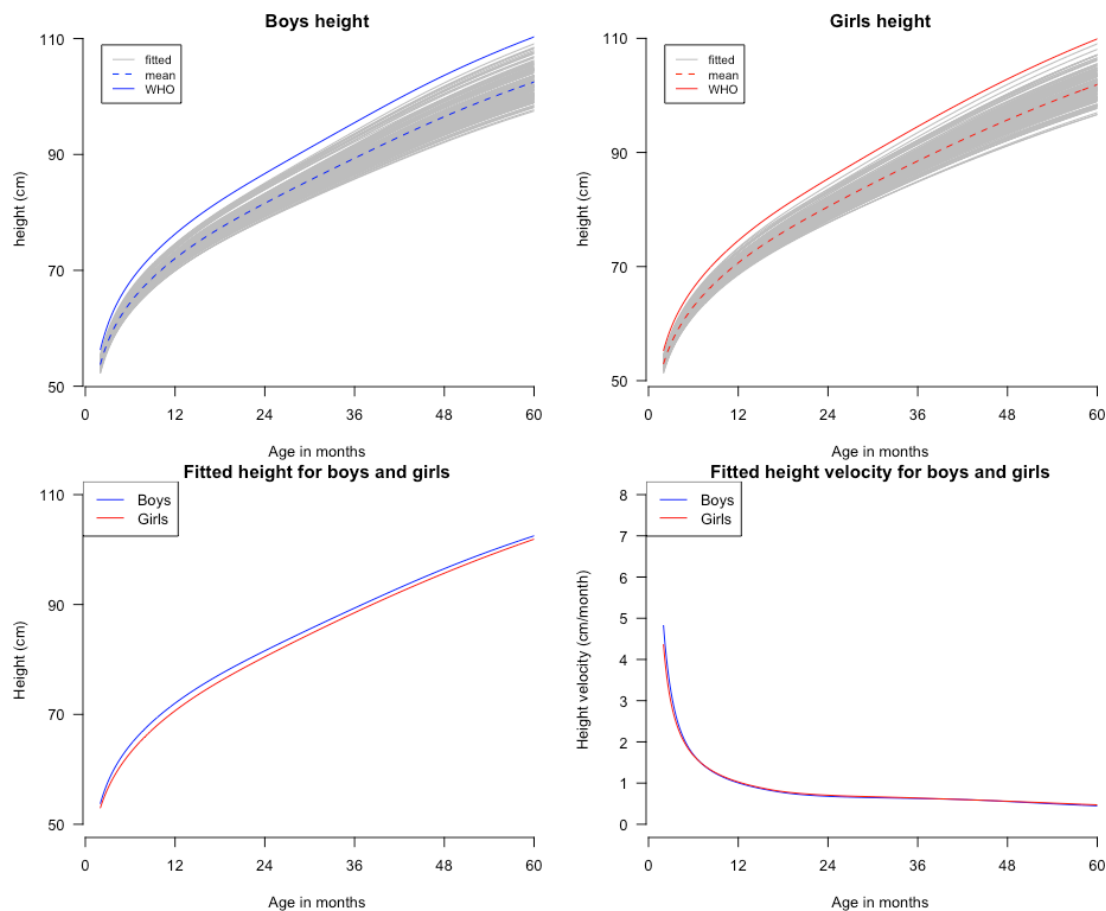 Boys height
110
90
70
50
height (cm)
fitted
mean
WHO
0 12 24 36 48 60
Age in months
Girls height
110
90
70
50
height (cm)
fitted
mean
WHO
0 12 24 36 48 60
Age in months
Fitted height for boys and girls
110
90
70
50
Height (cm)
Boys
Girls
0 12 24 36 48 60
Age in months
Fitted height velocity for boys and girls
8
7
6
5
4
3
2
1
0
Height velocity (cm/month)
Boys
Girls
0 12 24 36 48 60
Age in months